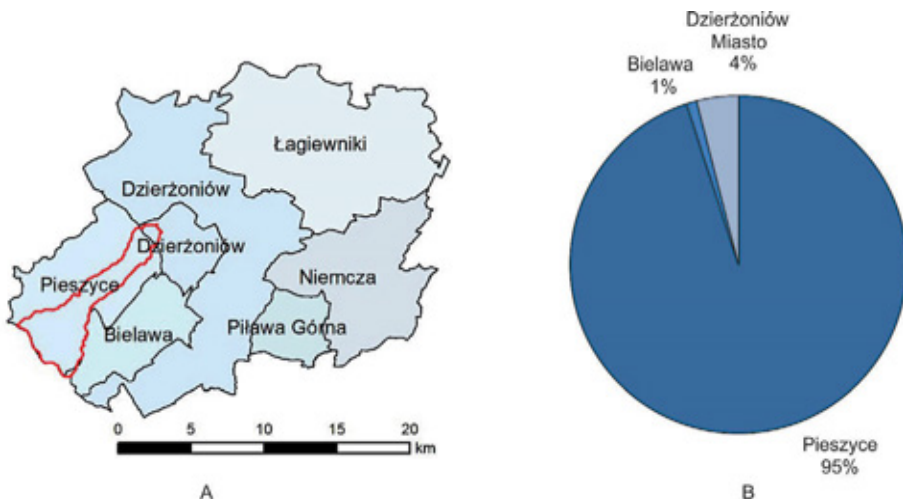 Łagiewniki
Dzierżoniów
Dzierżoniów
Pieszyce
Niemcza
Bielawa
Piława Górna
0 5 10 15 20
km
A
Dzierżoniów
Miasto
4%
Bielawa
1%
Pieszyce
95%
B